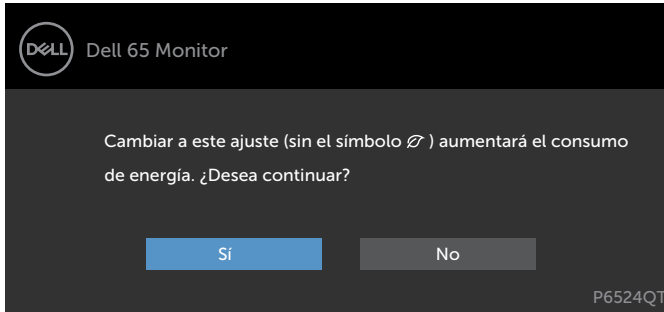 DELL Dell 65 Monitor
Cambiar a este ajuste (sin el símbolo ) aumentará el consumo
de energía. ¿Desea continuar?
Sí No
P6524QT